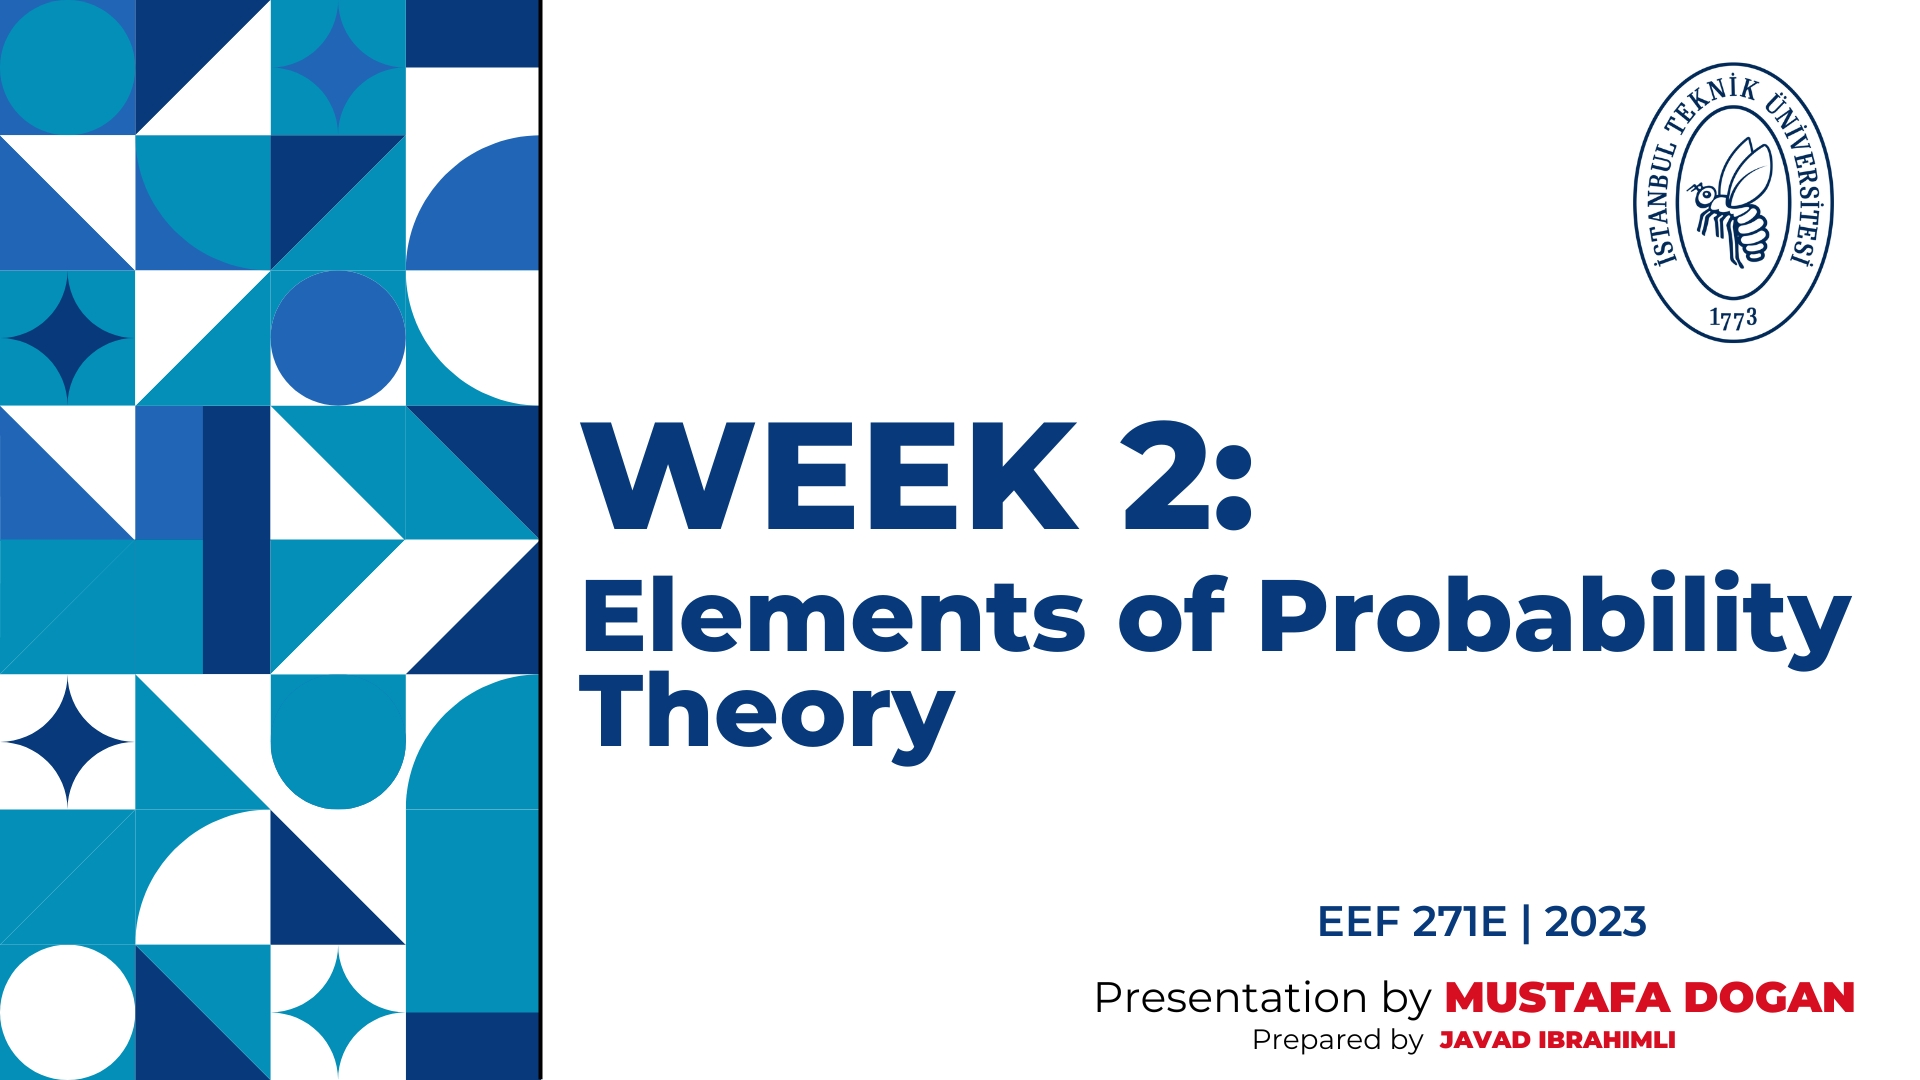 İSTANBUL TEKNİK ÜNİVERSİTESİ
1773
WEEK 2:
Elements of Probability
Theory
EEF 271E | 2023
Presentation by MUSTAFA DOGAN
Prepared by JAVAD IBRAHIMLI